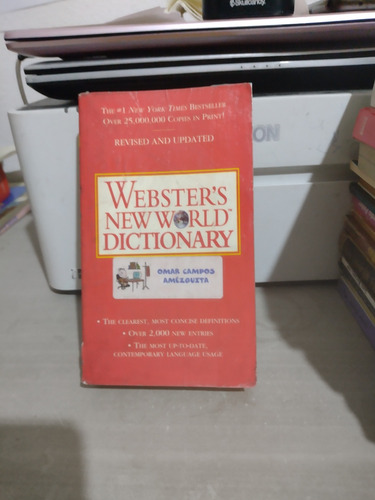 Skullcandy
THE #1 NEW YORK TIMES BESTSELLER
OVER 25,000,000 COPIES IN PRINT!
REVISED AND UPDATED
WEBSTER'S
NEW WORLD™
DICTIONARY
OMAR CAMPOS
AMÉZQUITA
• THE CLEAREST, MOST CONCISE DEFINITIONS
• OVER 2,000 NEW ENTRIES
• THE MOST UP-TO-DATE,
CONTEMPORARY LANGUAGE USAGE